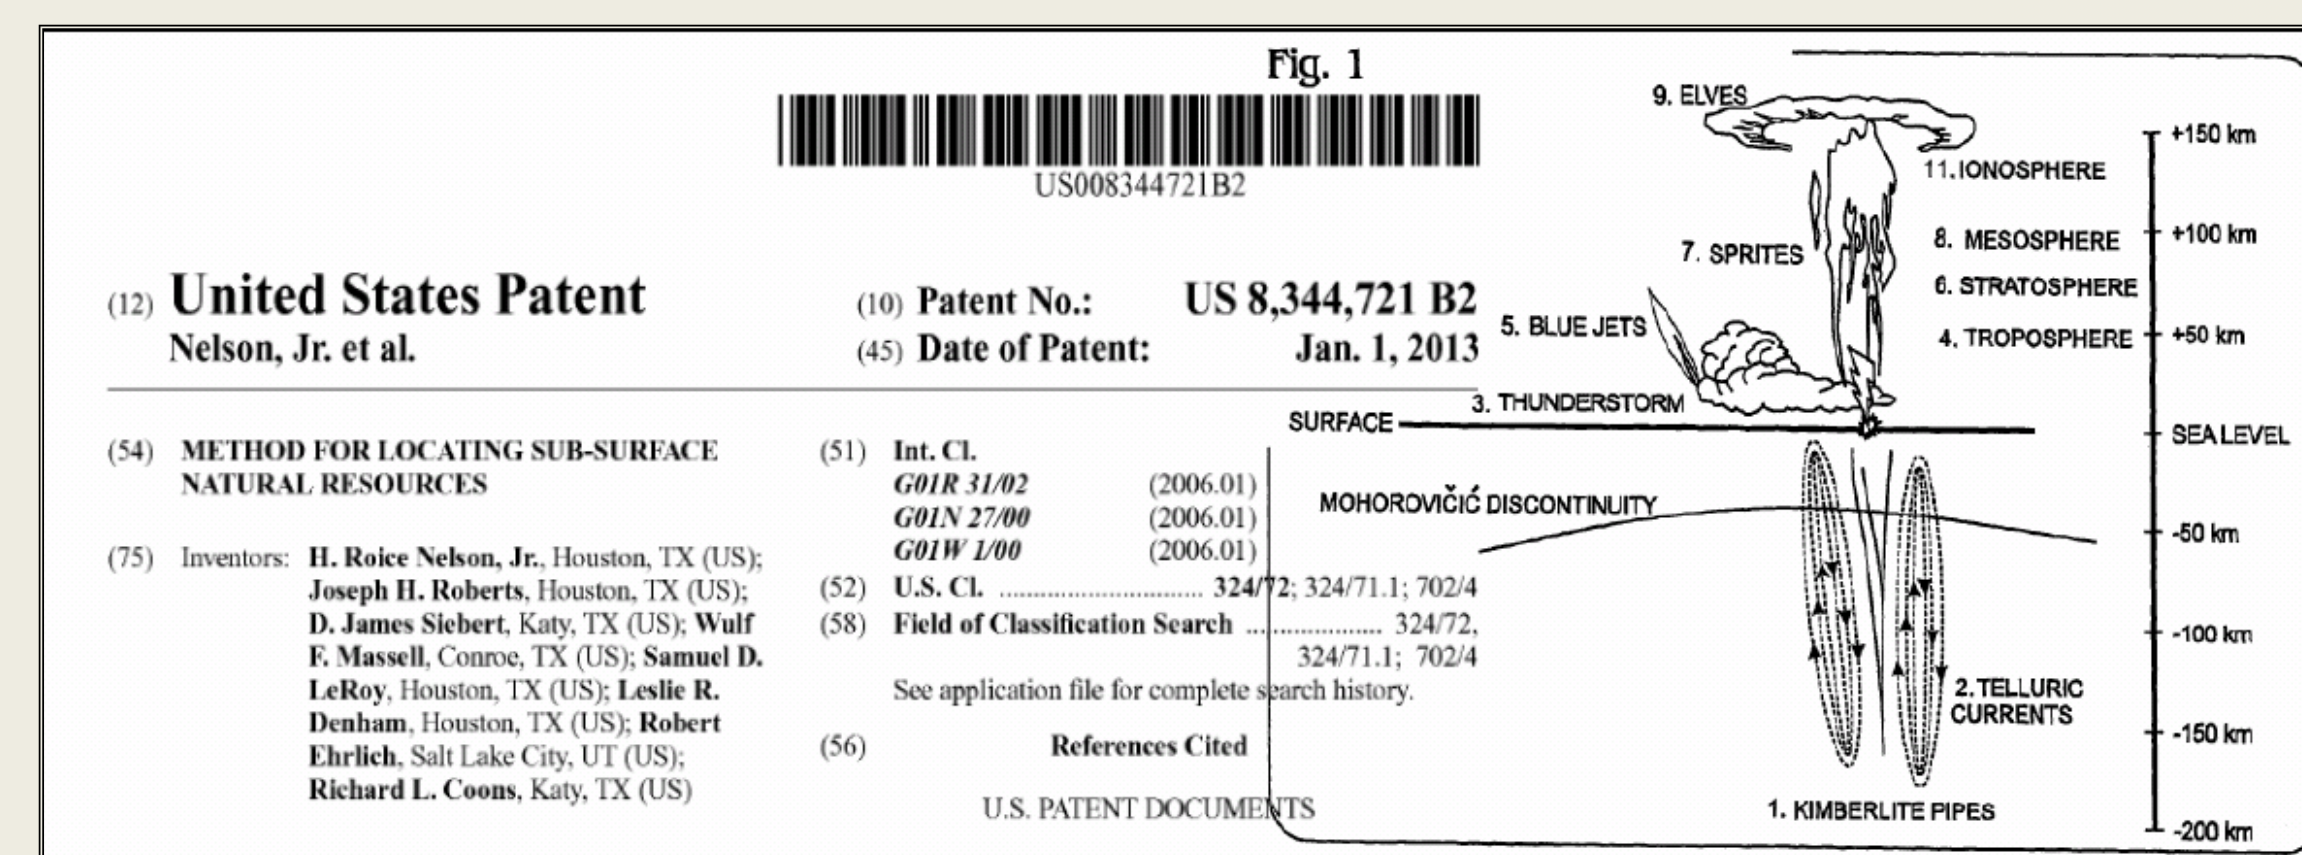 Fig. 1
US008344721B2
(12) United States Patent
Nelson, Jr. et al.
(10) Patent No.: US 8,344,721 B2
(45) Date of Patent: Jan. 1, 2013
(54) METHOD FOR LOCATING SUB-SURFACE
NATURAL RESOURCES
(75) Inventors: H. Roice Nelson, Jr., Houston, TX (US);
Joseph H. Roberts, Houston, TX (US);
D. James Siebert, Katy, TX (US); Wulf
F. Massell, Conroe, TX (US); Samuel D.
LeRoy, Houston, TX (US); Leslie R.
Denham, Houston, TX (US); Robert
Ehrlich, Salt Lake City, UT (US);
Richard L. Coons, Katy, TX (US)
(51) Int. Cl.
G01R 31/02 (2006.01)
G01N 27/00 (2006.01)
G01W 1/00 (2006.01)
(52) U.S. Cl. .............................. 324/72; 324/71.1; 702/4
(58) Field of Classification Search .................... 324/72,
324/71.1; 702/4
See application file for complete search history.
(56) References Cited
U.S. PATENT DOCUMENTS
9. ELVES
+150 km
11. IONOSPHERE
+100 km
8. MESOSPHERE
7. SPRITES
6. STRATOSPHERE
5. BLUE JETS
4. TROPOSPHERE
+50 km
3. THUNDERSTORM
SURFACE
SEA LEVEL
MOHOROVIČIĆ DISCONTINUITY
-50 km
-100 km
2. TELLURIC
CURRENTS
-150 km
1. KIMBERLITE PIPES
-200 km